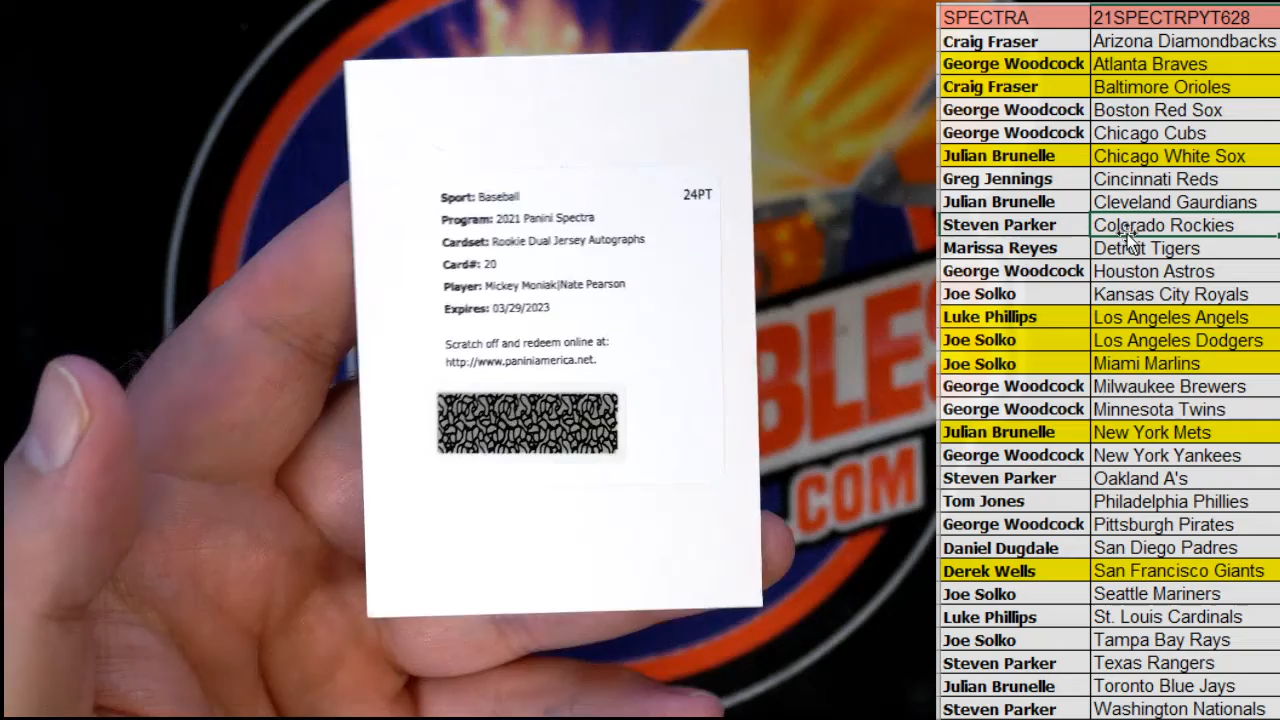 Sport: Baseball
24PT
Program: 2021 Panini Spectra
Cardset: Rookie Dual Jersey Autographs
Card#: 20
Player: Mickey Moniak|Nate Pearson
Expires: 03/29/2023
Scratch off and redeem online at:
http://www.paniniamerica.net.
BLES
.COM
SPECTRA 21SPECTRPYT628
Craig Fraser Arizona Diamondbacks
George Woodcock Atlanta Braves
Craig Fraser Baltimore Orioles
George Woodcock Boston Red Sox
George Woodcock Chicago Cubs
Julian Brunelle Chicago White Sox
Greg Jennings Cincinnati Reds
Julian Brunelle Cleveland Gaurdians
Steven Parker Colorado Rockies
Marissa Reyes Detroit Tigers
George Woodcock Houston Astros
Joe Solko Kansas City Royals
Luke Phillips Los Angeles Angels
Joe Solko Los Angeles Dodgers
Joe Solko Miami Marlins
George Woodcock Milwaukee Brewers
George Woodcock Minnesota Twins
Julian Brunelle New York Mets
George Woodcock New York Yankees
Steven Parker Oakland A's
Tom Jones Philadelphia Phillies
George Woodcock Pittsburgh Pirates
Daniel Dugdale San Diego Padres
Derek Wells San Francisco Giants
Joe Solko Seattle Mariners
Luke Phillips St. Louis Cardinals
Joe Solko Tampa Bay Rays
Steven Parker Texas Rangers
Julian Brunelle Toronto Blue Jays
Steven Parker Washington Nationals